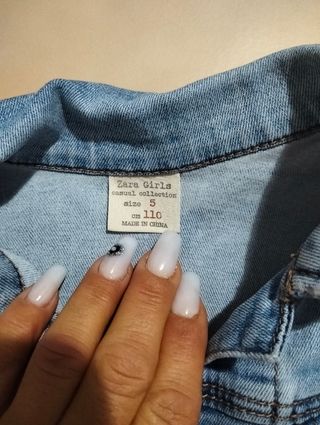 Zara Girls
casual collection
size 5
cm 110
MADE IN CHINA